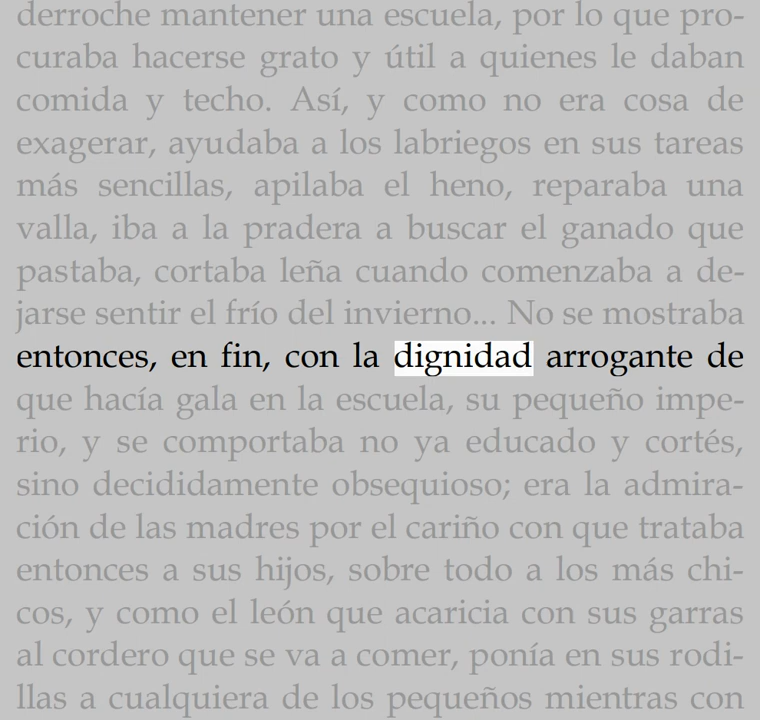 derroche mantener una escuela, por lo que pro-
curaba hacerse grato y útil a quienes le daban
comida y techo. Así, y como no era cosa de
exagerar, ayudaba a los labriegos en sus tareas
más sencillas, apilaba el heno, reparaba una
valla, iba a la pradera a buscar el ganado que
pastaba, cortaba leña cuando comenzaba a de-
jarse sentir el frío del invierno... No se mostraba
entonces, en fin, con la dignidad arrogante de
que hacía gala en la escuela, su pequeño impe-
rio, y se comportaba no ya educado y cortés,
sino decididamente obsequioso; era la admira-
ción de las madres por el cariño con que trataba
entonces a sus hijos, sobre todo a los más chi-
cos, y como el león que acaricia con sus garras
al cordero que se va a comer, ponía en sus rodi-
llas a cualquiera de los pequeños mientras con